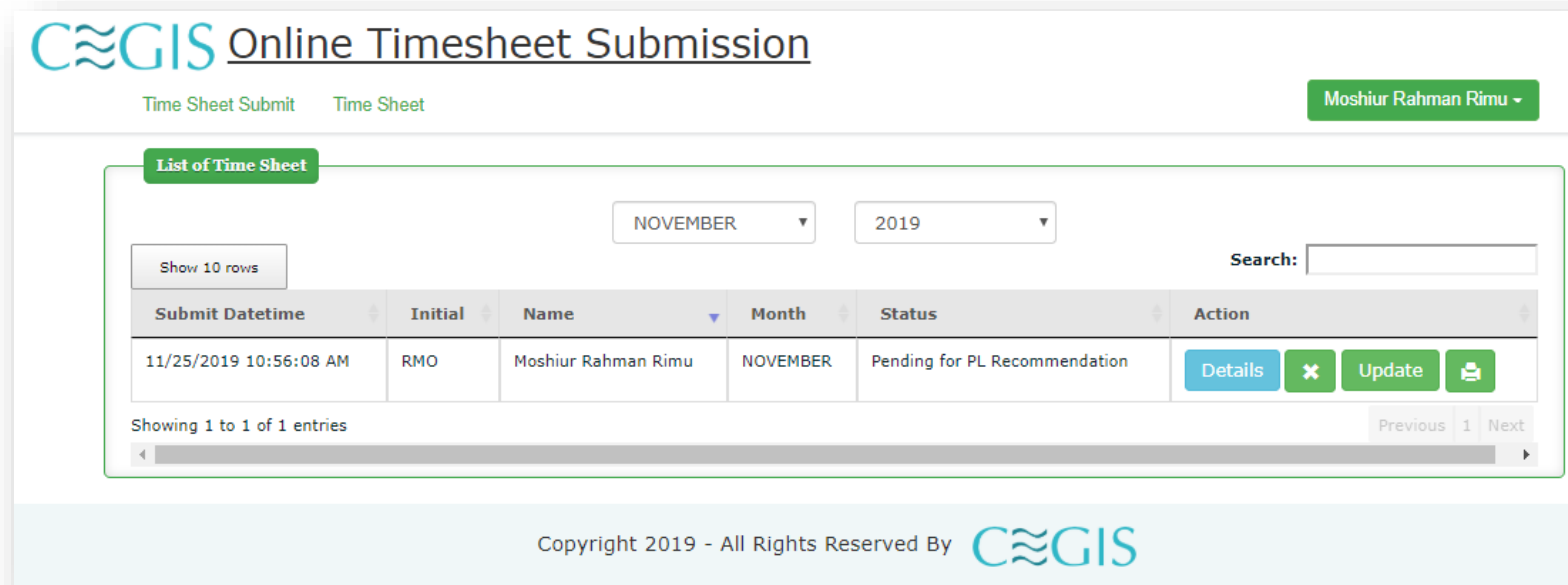 CEGIS Online Timesheet Submission
Time Sheet Submit Time Sheet
Moshiur Rahman Rimu
List of Time Sheet
NOVEMBER 2019
Show 10 rows
Search:
Submit Datetime Initial Name Month Status Action
11/25/2019 10:56:08 AM RMO Moshiur Rahman Rimu NOVEMBER Pending for PL Recommendation Details Update
Showing 1 to 1 of 1 entries
Previous 1 Next
Copyright 2019 - All Rights Reserved By CEGIS